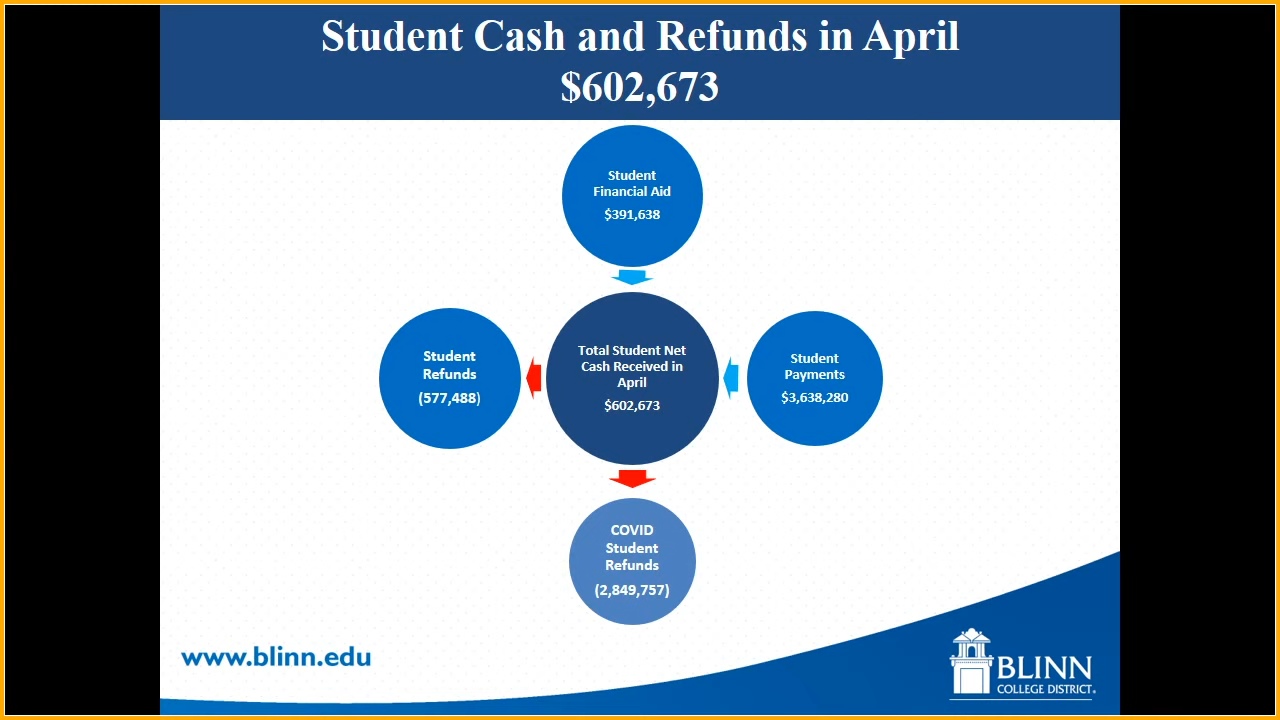 Student Cash and Refunds in April
$602,673
Student
Financial Aid
$391,638
Student
Refunds
(577,488)
Total Student Net
Cash Received in
April
$602,673
Student
Payments
$3,638,280
COVID
Student
Refunds
(2,849,757)
www.blinn.edu
BLINN
COLLEGE DISTRICT®